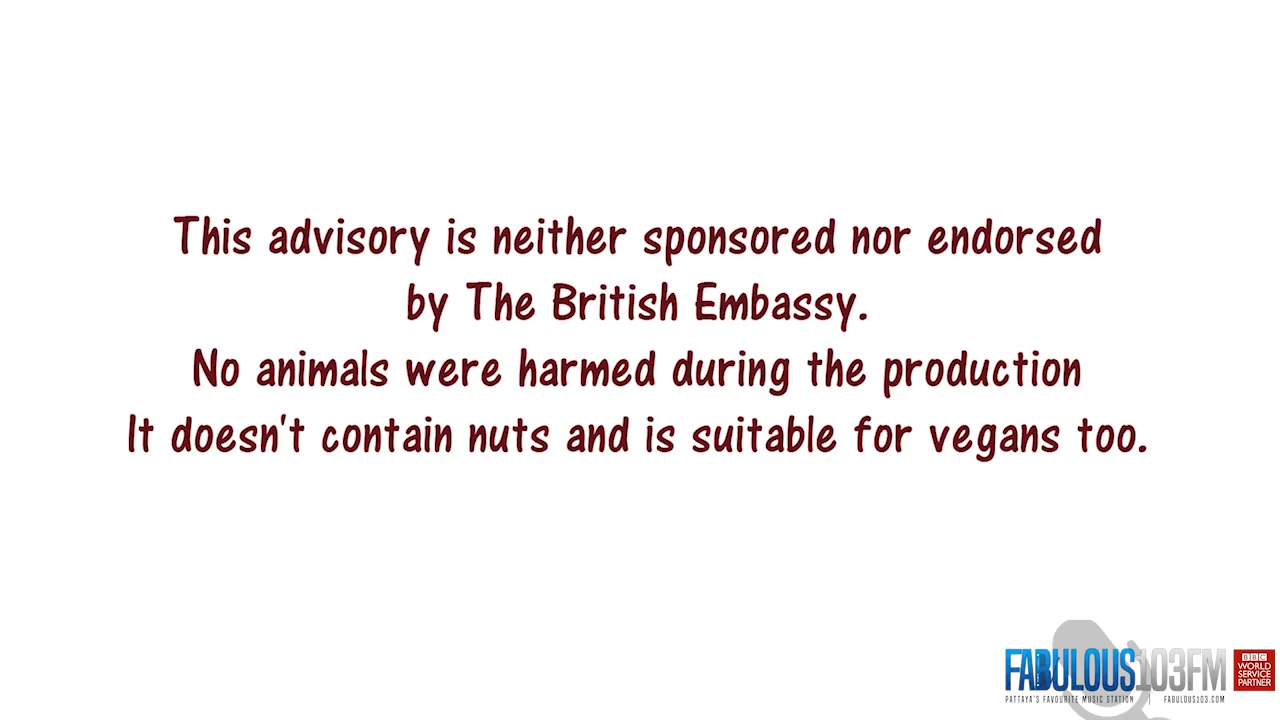 This advisory is neither sponsored nor endorsed
by The British Embassy.
No animals were harmed during the production
It doesn't contain nuts and is suitable for vegans too.
FABULOUS103FM
PATTAYA'S FAVOURITE MUSIC STATION | FABULOUS103.COM
BBC
WORLD
SERVICE
PARTNER